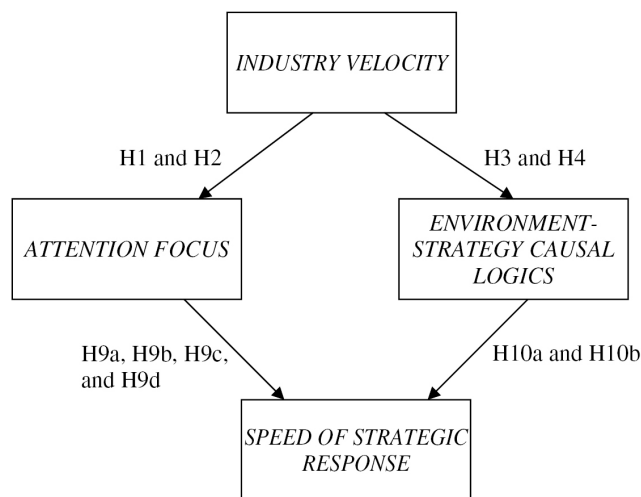 INDUSTRY VELOCITY
H1 and H2
H3 and H4
ATTENTION FOCUS
ENVIRONMENT-
STRATEGY CAUSAL
LOGICS
H9a, H9b, H9c,
and H9d
H10a and H10b
SPEED OF STRATEGIC
RESPONSE